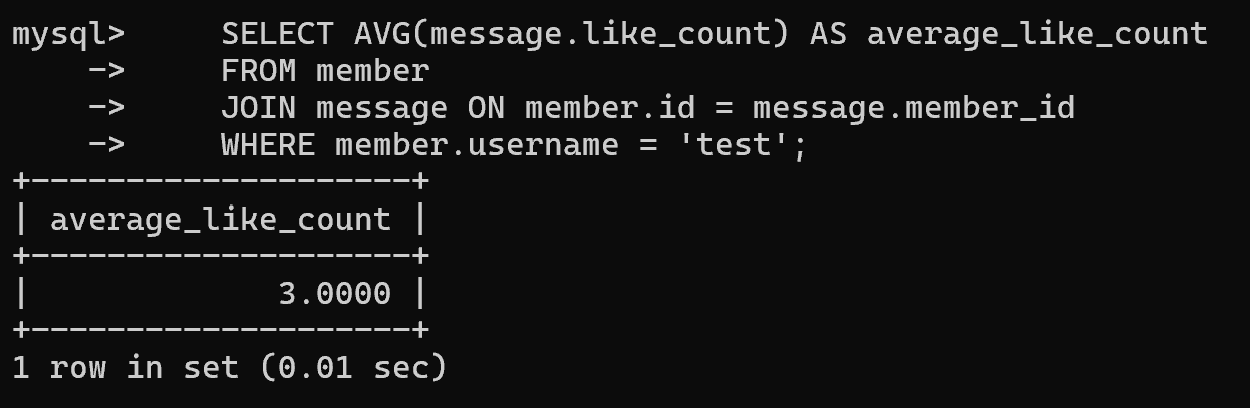 mysql>     SELECT AVG(message.like_count) AS average_like_count
    ->     FROM member
    ->     JOIN message ON member.id = message.member_id
    ->     WHERE member.username = 'test';
+--------------------+
| average_like_count |
+--------------------+
|             3.0000 |
+--------------------+
1 row in set (0.01 sec)